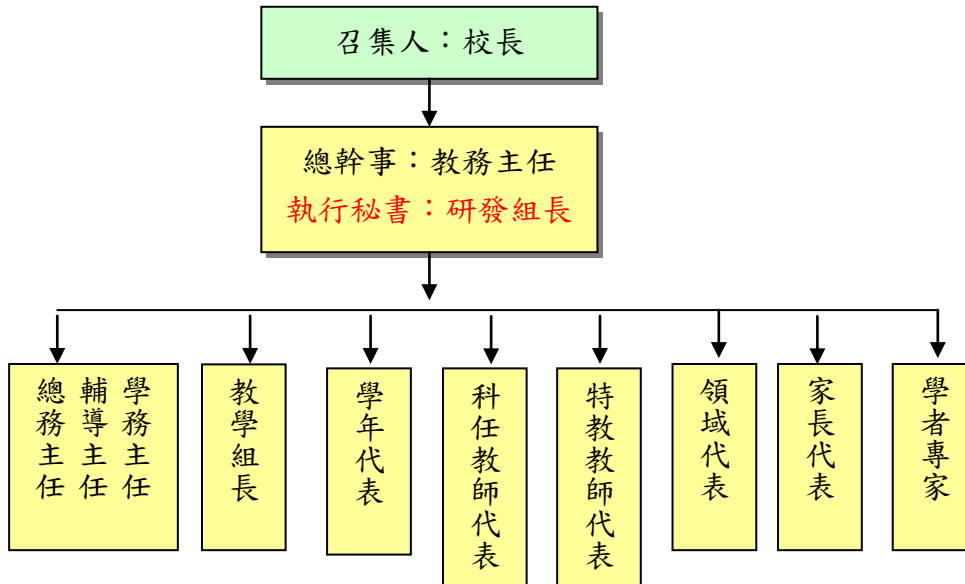 召集人：校長
總幹事：教務主任
執行秘書：研發組長
學務主任
輔導主任
總務主任
教學組長
學年代表
科任教師代表
特教教師代表
領域代表
家長代表
學者專家